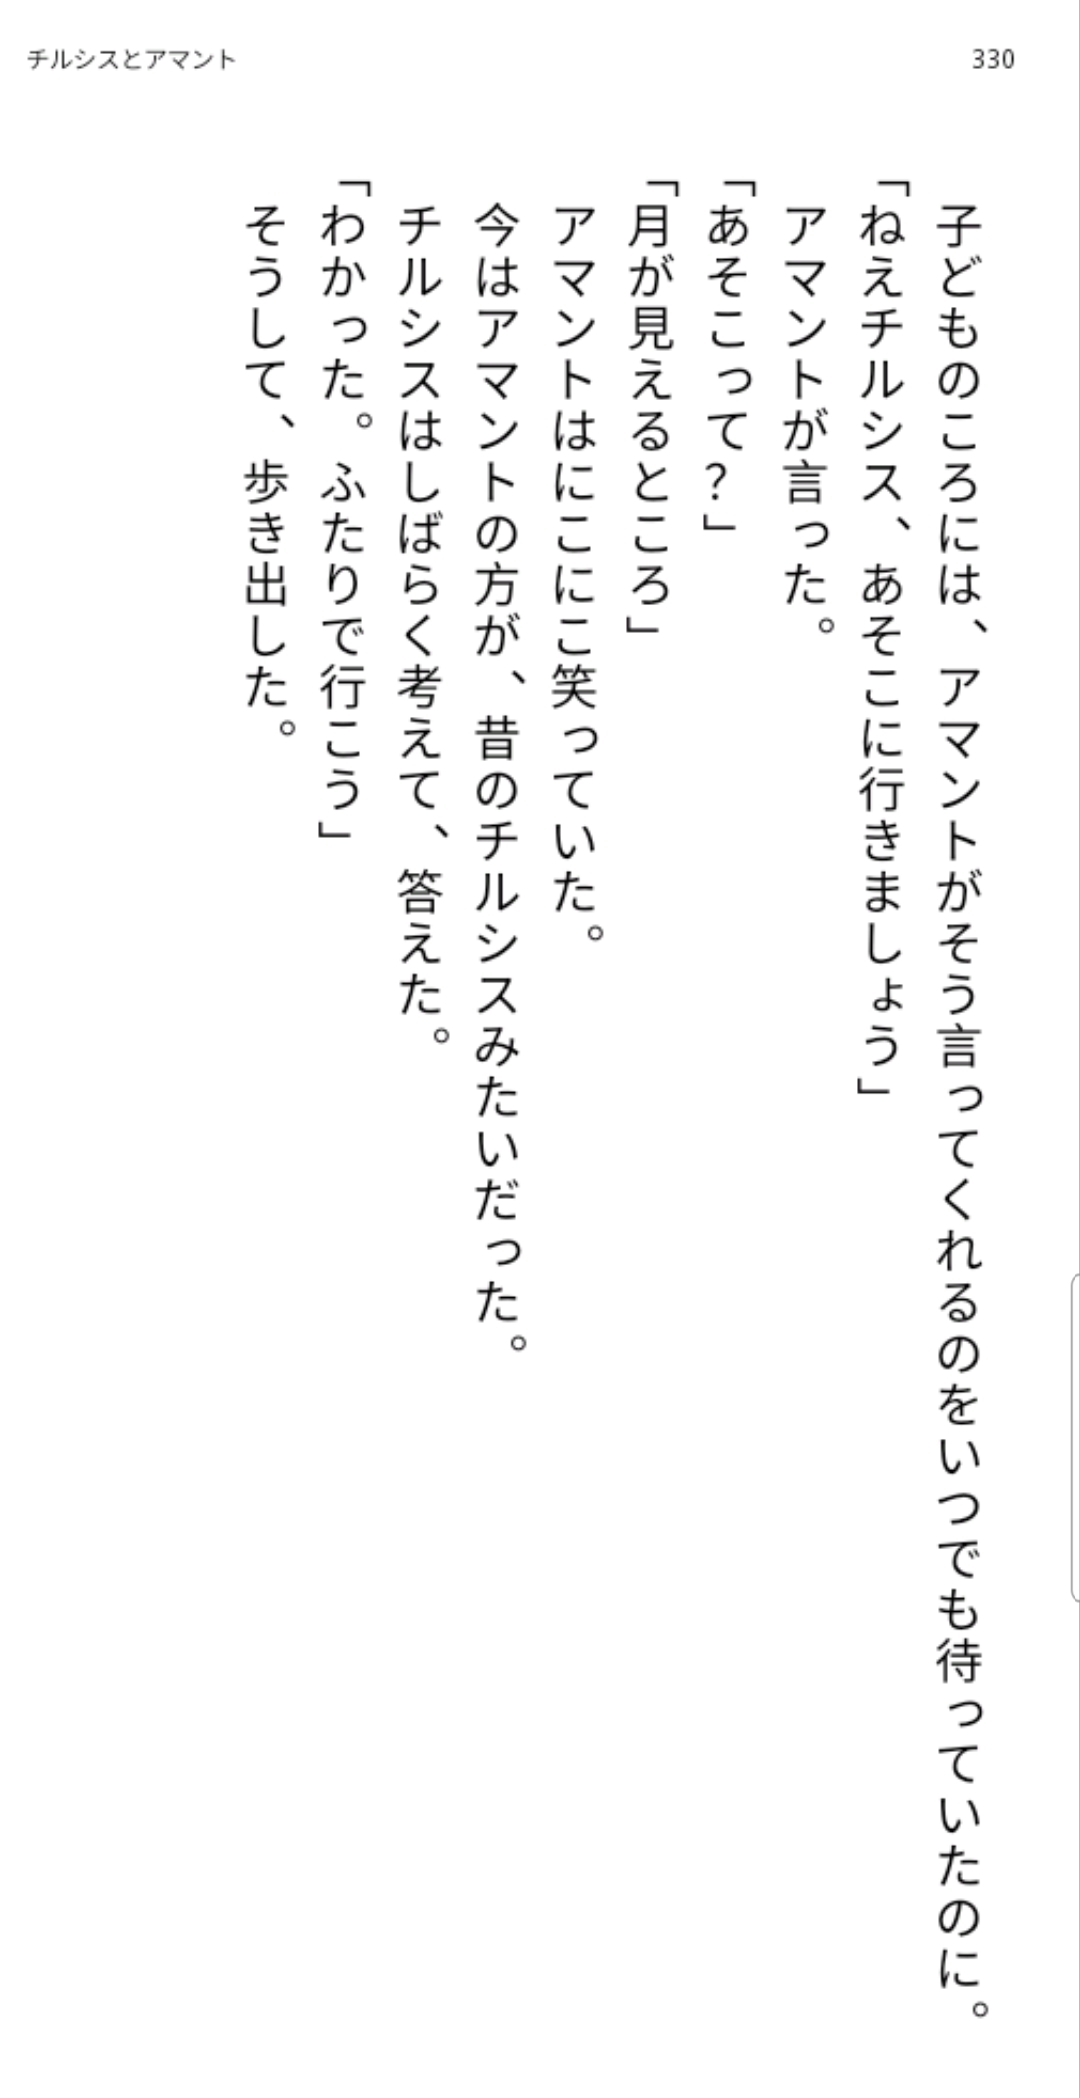 チルシスとアマント
330
子どものころには、アマントがそう言ってくれるのをいつでも待っていたのに。
「ねえチルシス、あそこに行きましょう」
アマントが言った。
「あそこって？」
「月が見えるところ」
アマントはにこにこ笑っていた。
今はアマントの方が、昔のチルシスみたいだった。
チルシスはしばらく考えて、答えた。
「わかった。ふたりで行こう」
そうして、歩き出した。